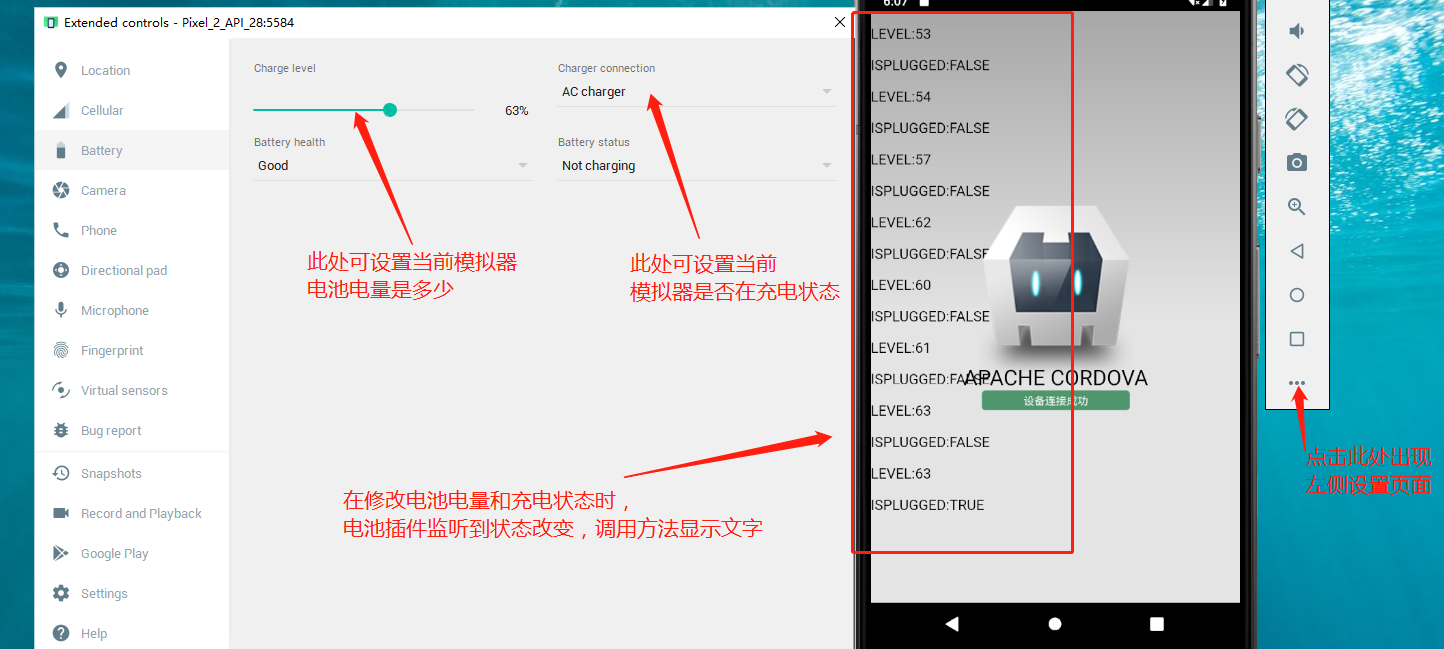 Extended controls - Pixel_2_API_28:5584
Location
Cellular
Battery
Camera
Phone
Directional pad
Microphone
Fingerprint
Virtual sensors
Bug report
Snapshots
Record and Playback
Google Play
Settings
Help
Charge level
63%
Charger connection
AC charger
Battery health
Good
Battery status
Not charging
此处可设置当前模拟器
电池电量是多少
此处可设置当前
模拟器是否在充电状态
在修改电池电量和充电状态时，
电池插件监听到状态改变，调用方法显示文字
6:07
LEVEL:53
ISPLUGGED:FALSE
LEVEL:54
ISPLUGGED:FALSE
LEVEL:57
ISPLUGGED:FALSE
LEVEL:62
ISPLUGGED:FALSE
LEVEL:60
ISPLUGGED:FALSE
LEVEL:61
ISPLUGGED:FALSE
APACHE CORDOVA
设备连接成功
LEVEL:63
ISPLUGGED:FALSE
LEVEL:63
ISPLUGGED:TRUE
点击此处出现
左侧设置页面